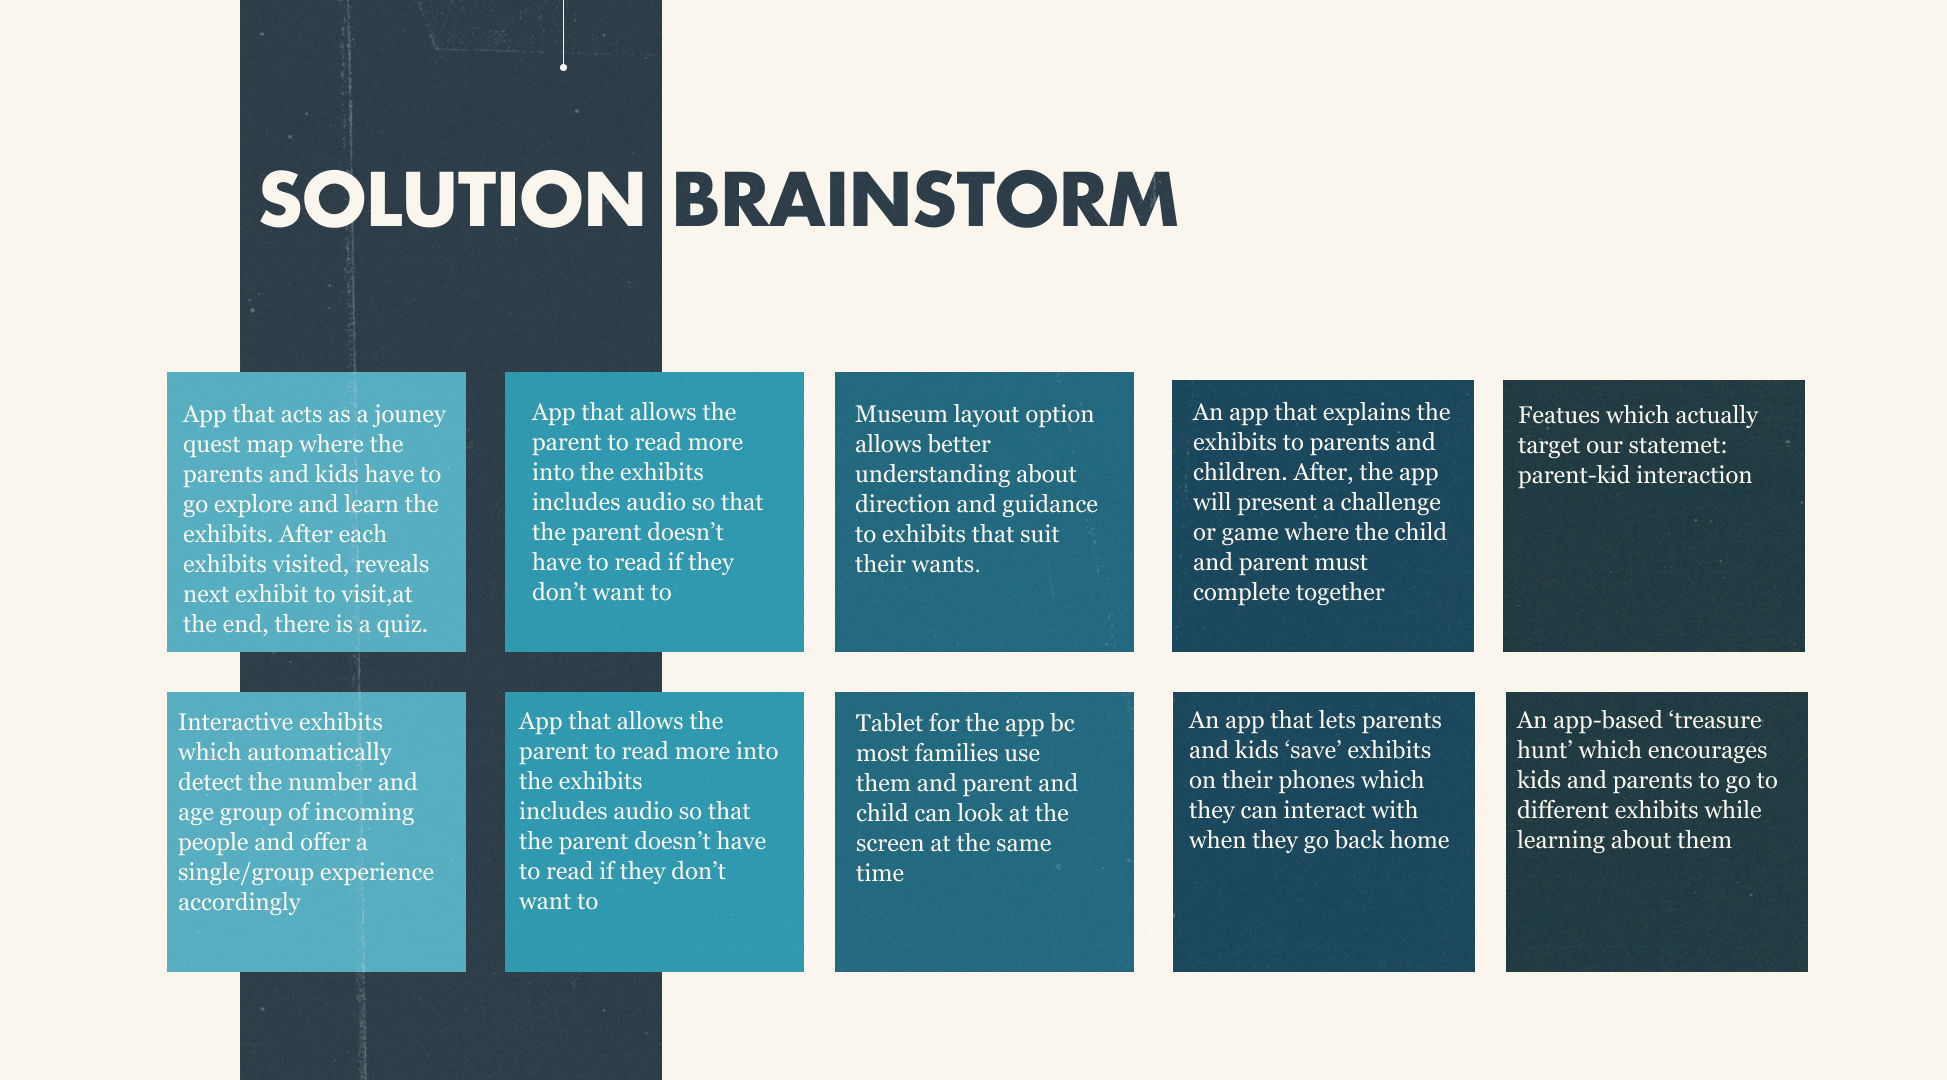 SOLUTION BRAINSTORM
App that acts as a jouney
quest map where the
parents and kids have to
go explore and learn the
exhibits. After each
exhibits visited, reveals
next exhibit to visit,at
the end, there is a quiz.
App that allows the
parent to read more
into the exhibits
includes audio so that
the parent doesn’t
have to read if they
don’t want to
Museum layout option
allows better
understanding about
direction and guidance
to exhibits that suit
their wants.
An app that explains the
exhibits to parents and
children. After, the app
will present a challenge
or game where the child
and parent must
complete together
Featues which actually
target our statemet:
parent-kid interaction
Interactive exhibits
which automatically
detect the number and
age group of incoming
people and offer a
single/group experience
accordingly
App that allows the
parent to read more into
the exhibits
includes audio so that
the parent doesn’t have
to read if they don’t
want to
Tablet for the app bc
most families use
them and parent and
child can look at the
screen at the same
time
An app that lets parents
and kids ‘save’ exhibits
on their phones which
they can interact with
when they go back home
An app-based ‘treasure
hunt’ which encourages
kids and parents to go to
different exhibits while
learning about them